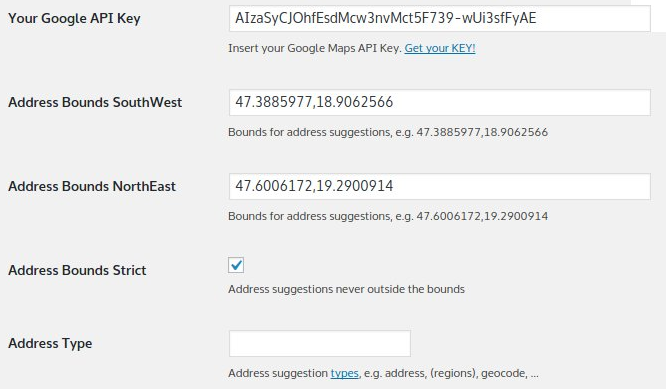 Your Google API Key
AIzaSyCJOhfEsdMcw3nvMct5F739-wUi3sfFyAE
Insert your Google Maps API Key. Get your KEY!
Address Bounds SouthWest
47.3885977,18.9062566
Bounds for address suggestions, e.g. 47.3885977,18.9062566
Address Bounds NorthEast
47.6006172,19.2900914
Bounds for address suggestions, e.g. 47.6006172,19.2900914
Address Bounds Strict
Address suggestions never outside the bounds
Address Type
Address suggestion types, e.g. address, (regions), geocode, ...